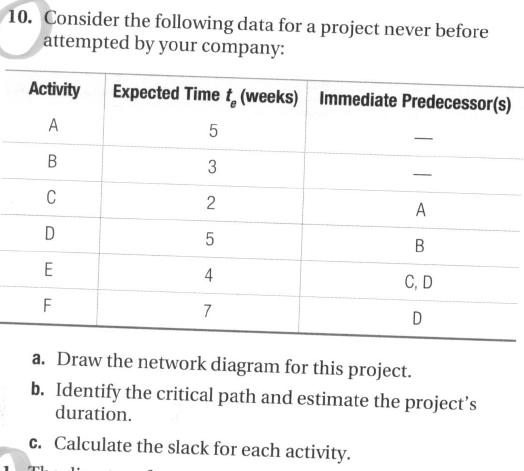 10. Consider the following data for a project never before
attempted by your company:
Activity Expected Time tₑ (weeks) Immediate Predecessor(s)
A 5 —
B 3 —
C 2 A
D 5 B
E 4 C, D
F 7 D
a. Draw the network diagram for this project.
b. Identify the critical path and estimate the project's
duration.
c. Calculate the slack for each activity.